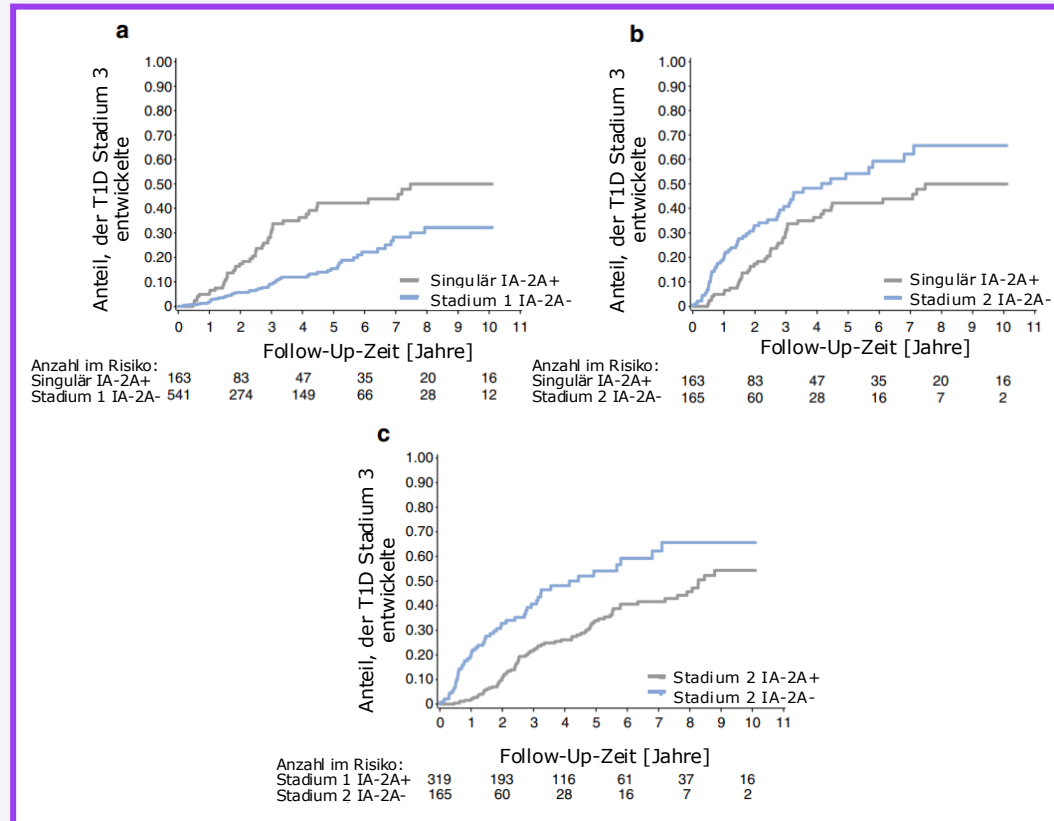 a
Anteil, der T1D Stadium 3
entwickelte
1.00
0.90
0.80
0.70
0.60
0.50
0.40
0.30
0.20
0.10
0
Singulär IA-2A+
Stadium 1 IA-2A-
0 1 2 3 4 5 6 7 8 9 10 11
Follow-Up-Zeit [Jahre]
Anzahl im Risiko:
Singulär IA-2A+ 163 83 47 35 20 16
Stadium 1 IA-2A- 541 274 149 66 28 12
b
Anteil, der T1D Stadium 3
entwickelte
1.00
0.90
0.80
0.70
0.60
0.50
0.40
0.30
0.20
0.10
0
Singulär IA-2A+
Stadium 2 IA-2A-
0 1 2 3 4 5 6 7 8 9 10 11
Follow-Up-Zeit [Jahre]
Anzahl im Risiko:
Singulär IA-2A+ 163 83 47 35 20 16
Stadium 2 IA-2A- 165 60 28 16 7 2
c
Anteil, der T1D Stadium 3
entwickelte
1.00
0.90
0.80
0.70
0.60
0.50
0.40
0.30
0.20
0.10
0
Stadium 2 IA-2A+
Stadium 2 IA-2A-
0 1 2 3 4 5 6 7 8 9 10 11
Follow-Up-Zeit [Jahre]
Anzahl im Risiko:
Stadium 1 IA-2A+ 319 193 116 61 37 16
Stadium 2 IA-2A- 165 60 28 16 7 2